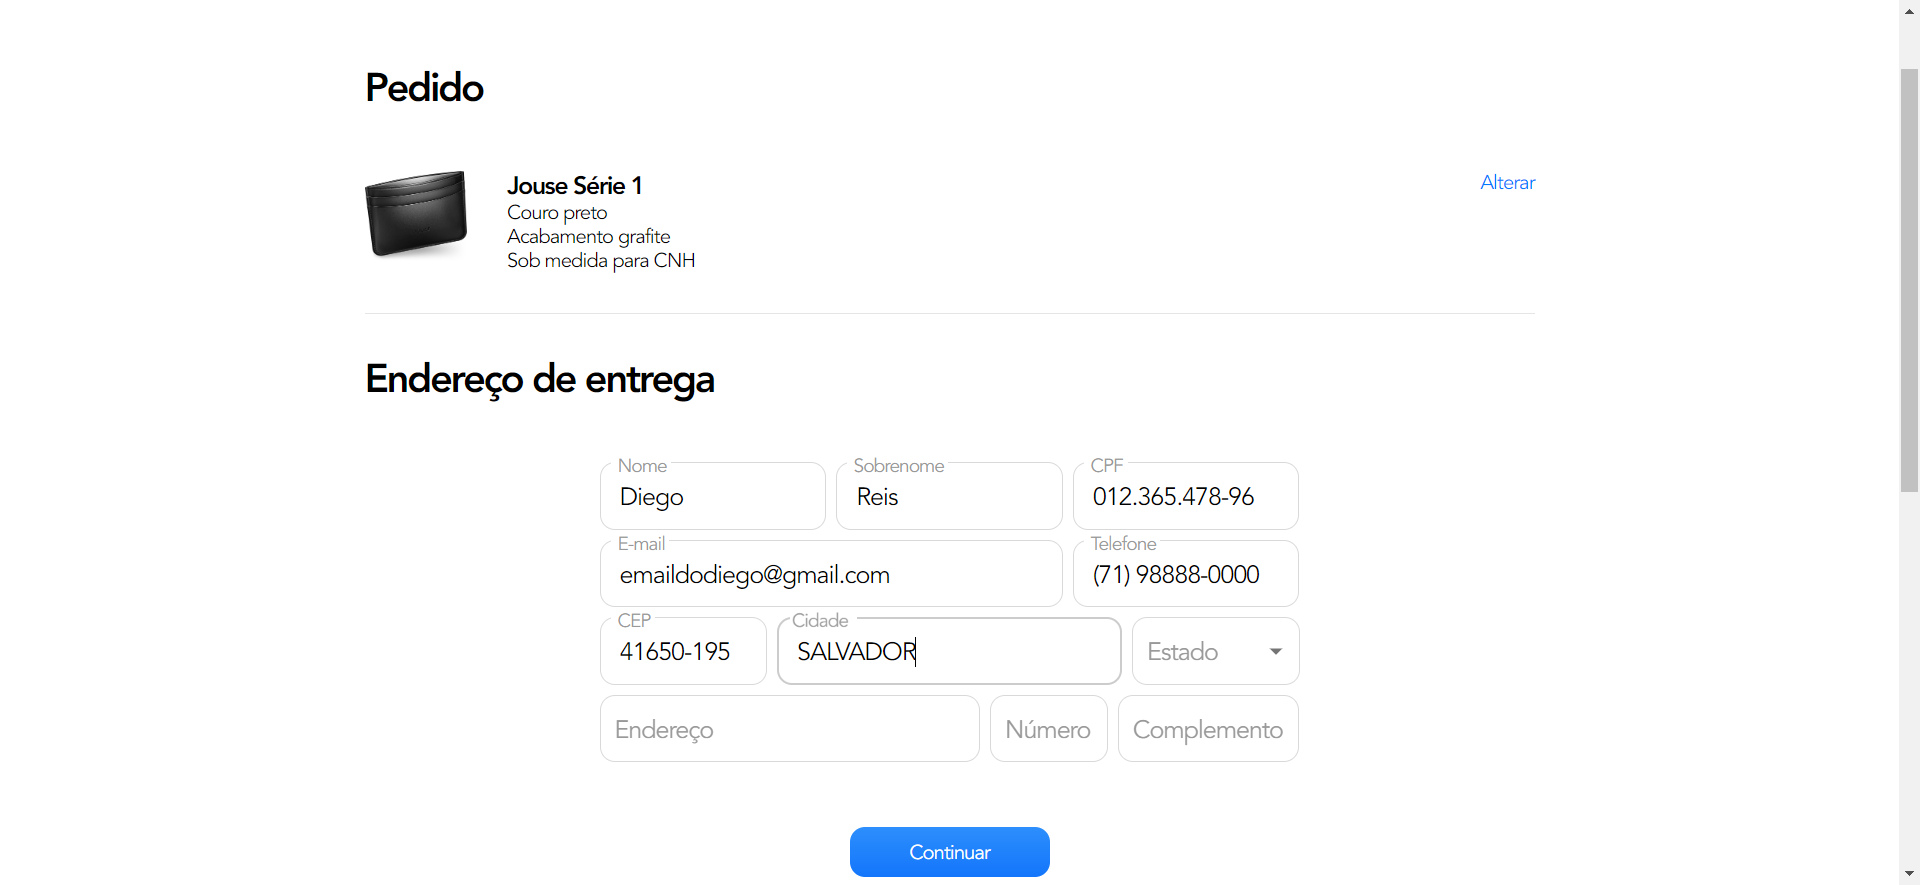 Pedido
Jouse Série 1
Alterar
Couro preto
Acabamento grafite
Sob medida para CNH
Endereço de entrega
Nome
Diego
Sobrenome
Reis
CPF
012.365.478-96
E-mail
emaildodiego@gmail.com
Telefone
(71) 98888-0000
CEP
41650-195
Cidade
SALVADOR
Estado
Endereço
Número
Complemento
Continuar